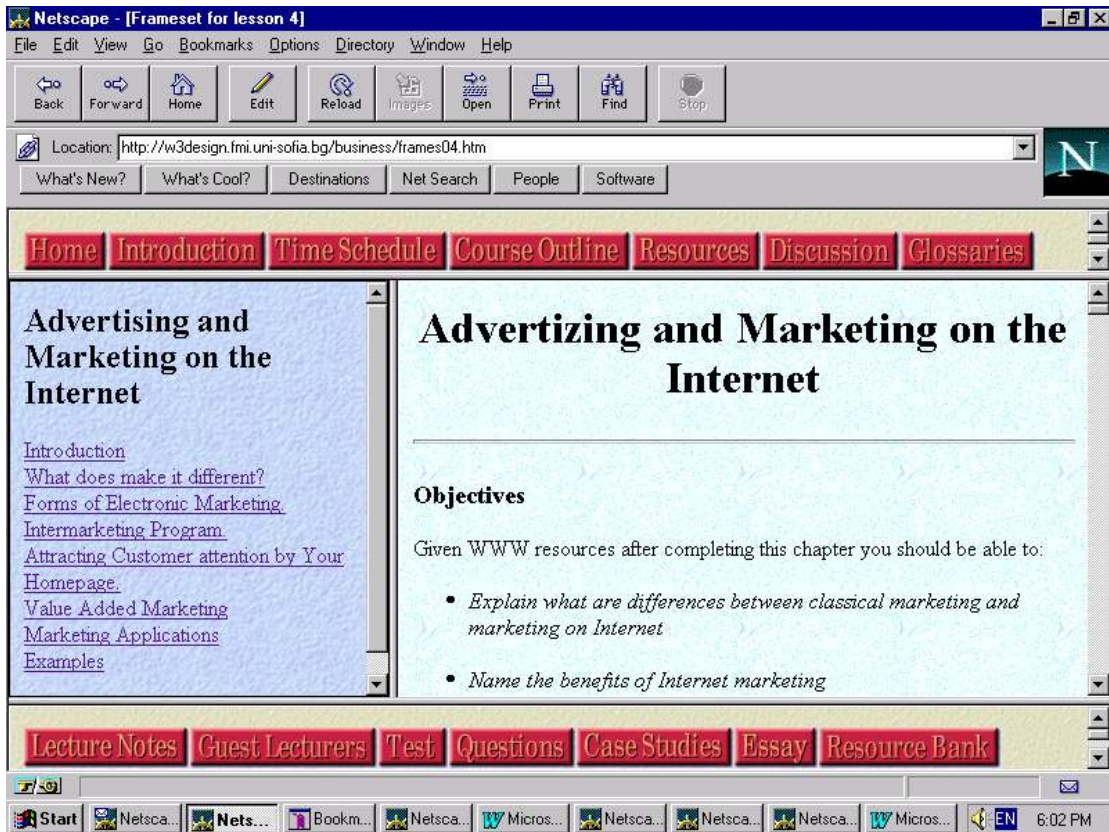 Netscape - [Frameset for lesson 4]
File Edit View Go Bookmarks Options Directory Window Help
Back Forward Home Edit Reload Images Open Print Find Stop
Location: http://w3design.fmi.uni-sofia.bg/business/frames04.htm
N
What's New? What's Cool? Destinations Net Search People Software
Home Introduction Time Schedule Course Outline Resources Discussion Glossaries
Advertising and
Marketing on the
Internet
Introduction
What does make it different?
Forms of Electronic Marketing.
Intermarketing Program.
Attracting Customer attention by Your
Homepage.
Value Added Marketing
Marketing Applications
Examples
Advertizing and Marketing on the
Internet
Objectives
Given WWW resources after completing this chapter you should be able to:
• Explain what are differences between classical marketing and
marketing on Internet
• Name the benefits of Internet marketing
Lecture Notes Guest Lecturers Test Questions Case Studies Essay Resource Bank
Start Netsca... Nets... Bookm... Netsca... Micros... Netsca... Netsca... Netsca... Micros... EN 6:02 PM